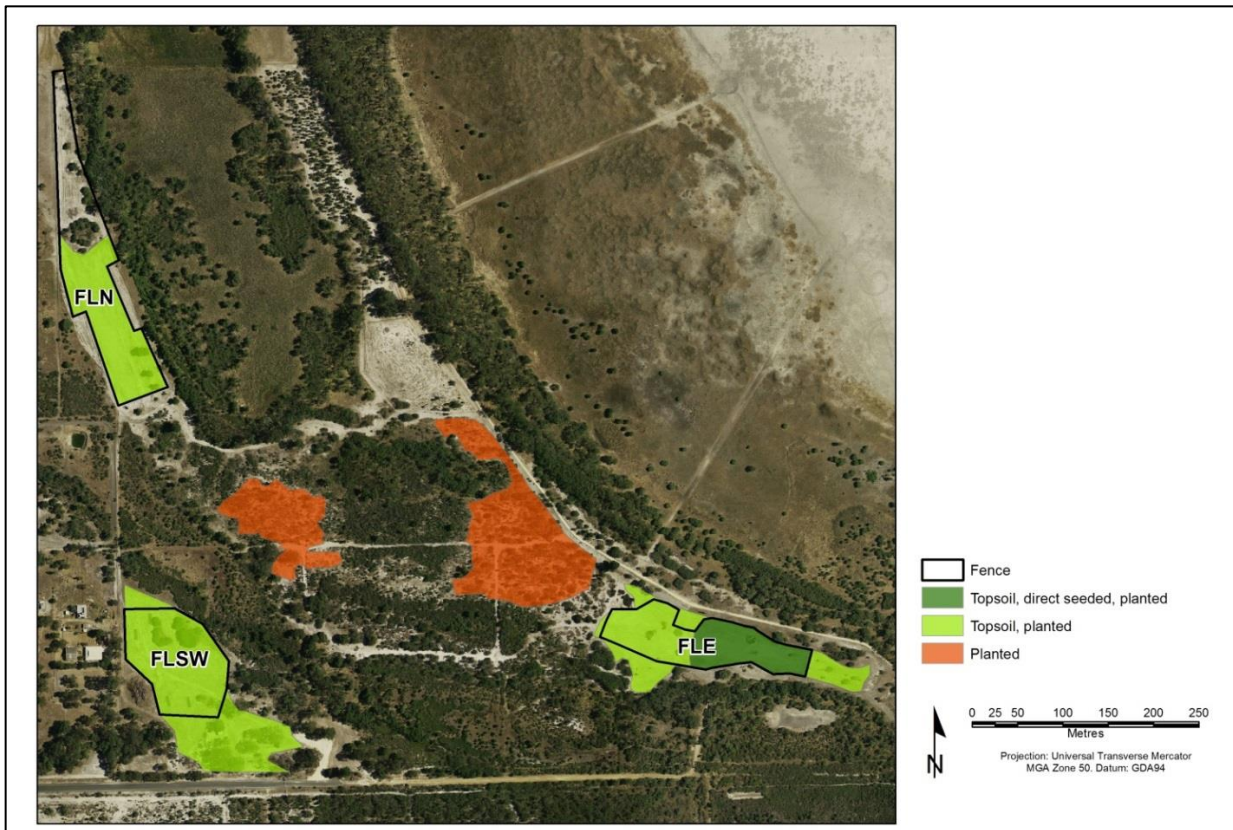 FLN
FLSW
FLE
Fence
Topsoil, direct seeded, planted
Topsoil, planted
Planted
0 25 50 100 150 200 250
Metres
N
Projection: Universal Transverse Mercator
MGA Zone 50. Datum: GDA94